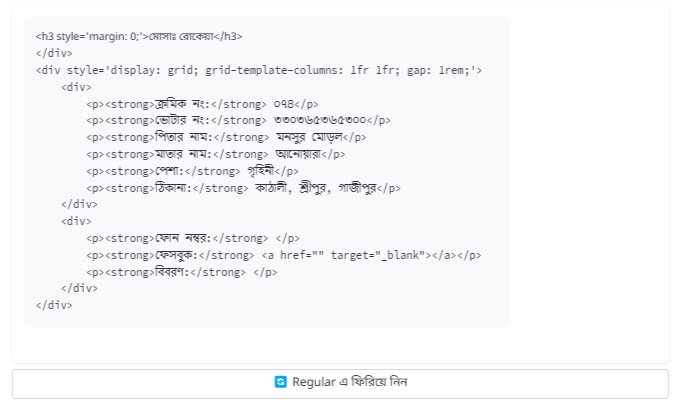 <h3 style='margin: 0;'>মোসাঃ রোকেয়া</h3>
</div>
<div style='display: grid; grid-template-columns: 1fr 1fr; gap: 1rem;'>
<div>
<p><strong>ক্রমিক নং:</strong> ০৭৪</p>
<p><strong>ভোটার নং:</strong> ৩৩০৩৬৫৩৬৫৩০০</p>
<p><strong>পিতার নাম:</strong> মনসুর মোড়ল</p>
<p><strong>মাতার নাম:</strong> আনোয়ারা</p>
<p><strong>পেশা:</strong> গৃহিনী</p>
<p><strong>ঠিকানা:</strong> কাঠালী, শ্রীপুর, গাজীপুর</p>
</div>
<div>
<p><strong>ফোন নম্বর:</strong> </p>
<p><strong>ফেসবুক:</strong> <a href="" target="_blank"></a></p>
<p><strong>বিবরণ:</strong> </p>
</div>
</div>
Regular এ ফিরিয়ে নিন